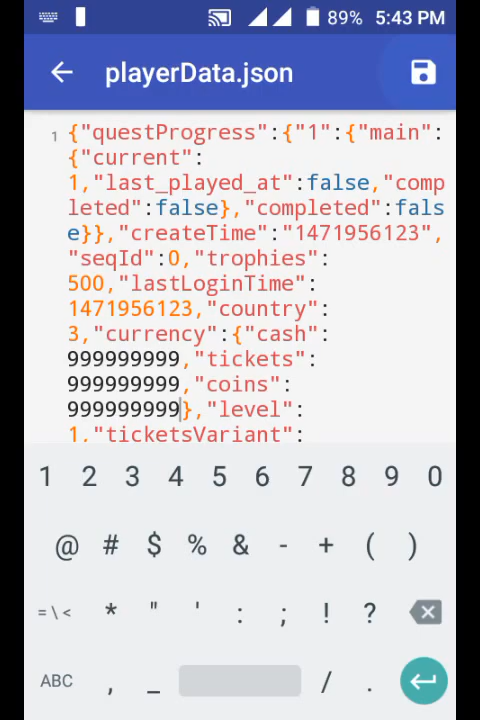 89% 5:43 PM
playerData.json
1 {"questProgress":{"1":{"main":
{"current":
1,"last_played_at":false,"comp
leted":false},"completed":fals
e}},"createTime":"1471956123",
"seqId":0,"trophies":
500,"lastLoginTime":
1471956123,"country":
3,"currency":{"cash":
999999999,"tickets":
999999999,"coins":
999999999},"level":
1,"ticketsVariant":
1 2 3 4 5 6 7 8 9 0
@ # $ % & - + ( )
=\< * " ' : ; ! ?
ABC , _ / .